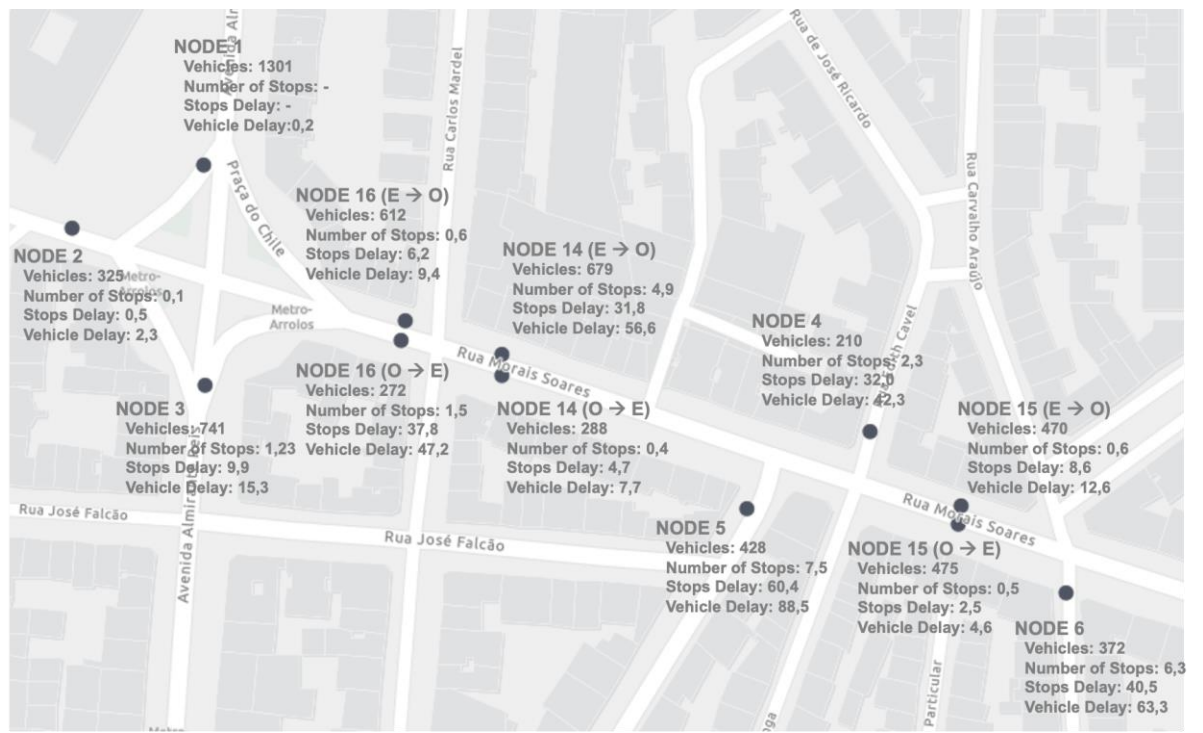 NODE 1
Vehicles: 1301
Number of Stops: -
Stops Delay: -
Vehicle Delay:0,2
Avenida Alr
Praça do Chile
Rua Carlos Mardel
Rua de José Ricardo
Rua Carvalho Araújo
NODE 16 (E → O)
Vehicles: 612
Number of Stops: 0,6
Stops Delay: 6,2
Vehicle Delay: 9,4
NODE 14 (E → O)
Vehicles: 679
Number of Stops: 4,9
Stops Delay: 31,8
Vehicle Delay: 56,6
NODE 2
Vehicles: 325
Number of Stops: 0,1
Stops Delay: 0,5
Vehicle Delay: 2,3
Metro-
Arroios
Metro-
Arroios
NODE 4
Vehicles: 210
Number of Stops: 2,3
Stops Delay: 32,0
Vehicle Delay: 42,3
Cavel
Rua Morais Soares
NODE 16 (O → E)
Vehicles: 272
Number of Stops: 1,5
Stops Delay: 37,8
Vehicle Delay: 47,2
NODE 3
Vehicles: 741
Number of Stops: 1,23
Stops Delay: 9,9
Vehicle Delay: 15,3
NODE 14 (O → E)
Vehicles: 288
Number of Stops: 0,4
Stops Delay: 4,7
Vehicle Delay: 7,7
NODE 15 (E → O)
Vehicles: 470
Number of Stops: 0,6
Stops Delay: 8,6
Vehicle Delay: 12,6
Rua Morais Soares
Rua José Falcão
Avenida Almirante Reis
Rua José Falcão
NODE 5
Vehicles: 428
Number of Stops: 7,5
Stops Delay: 60,4
Vehicle Delay: 88,5
NODE 15 (O → E)
Vehicles: 475
Number of Stops: 0,5
Stops Delay: 2,5
Vehicle Delay: 4,6
NODE 6
Vehicles: 372
Number of Stops: 6,3
Stops Delay: 40,5
Vehicle Delay: 63,3
Particular